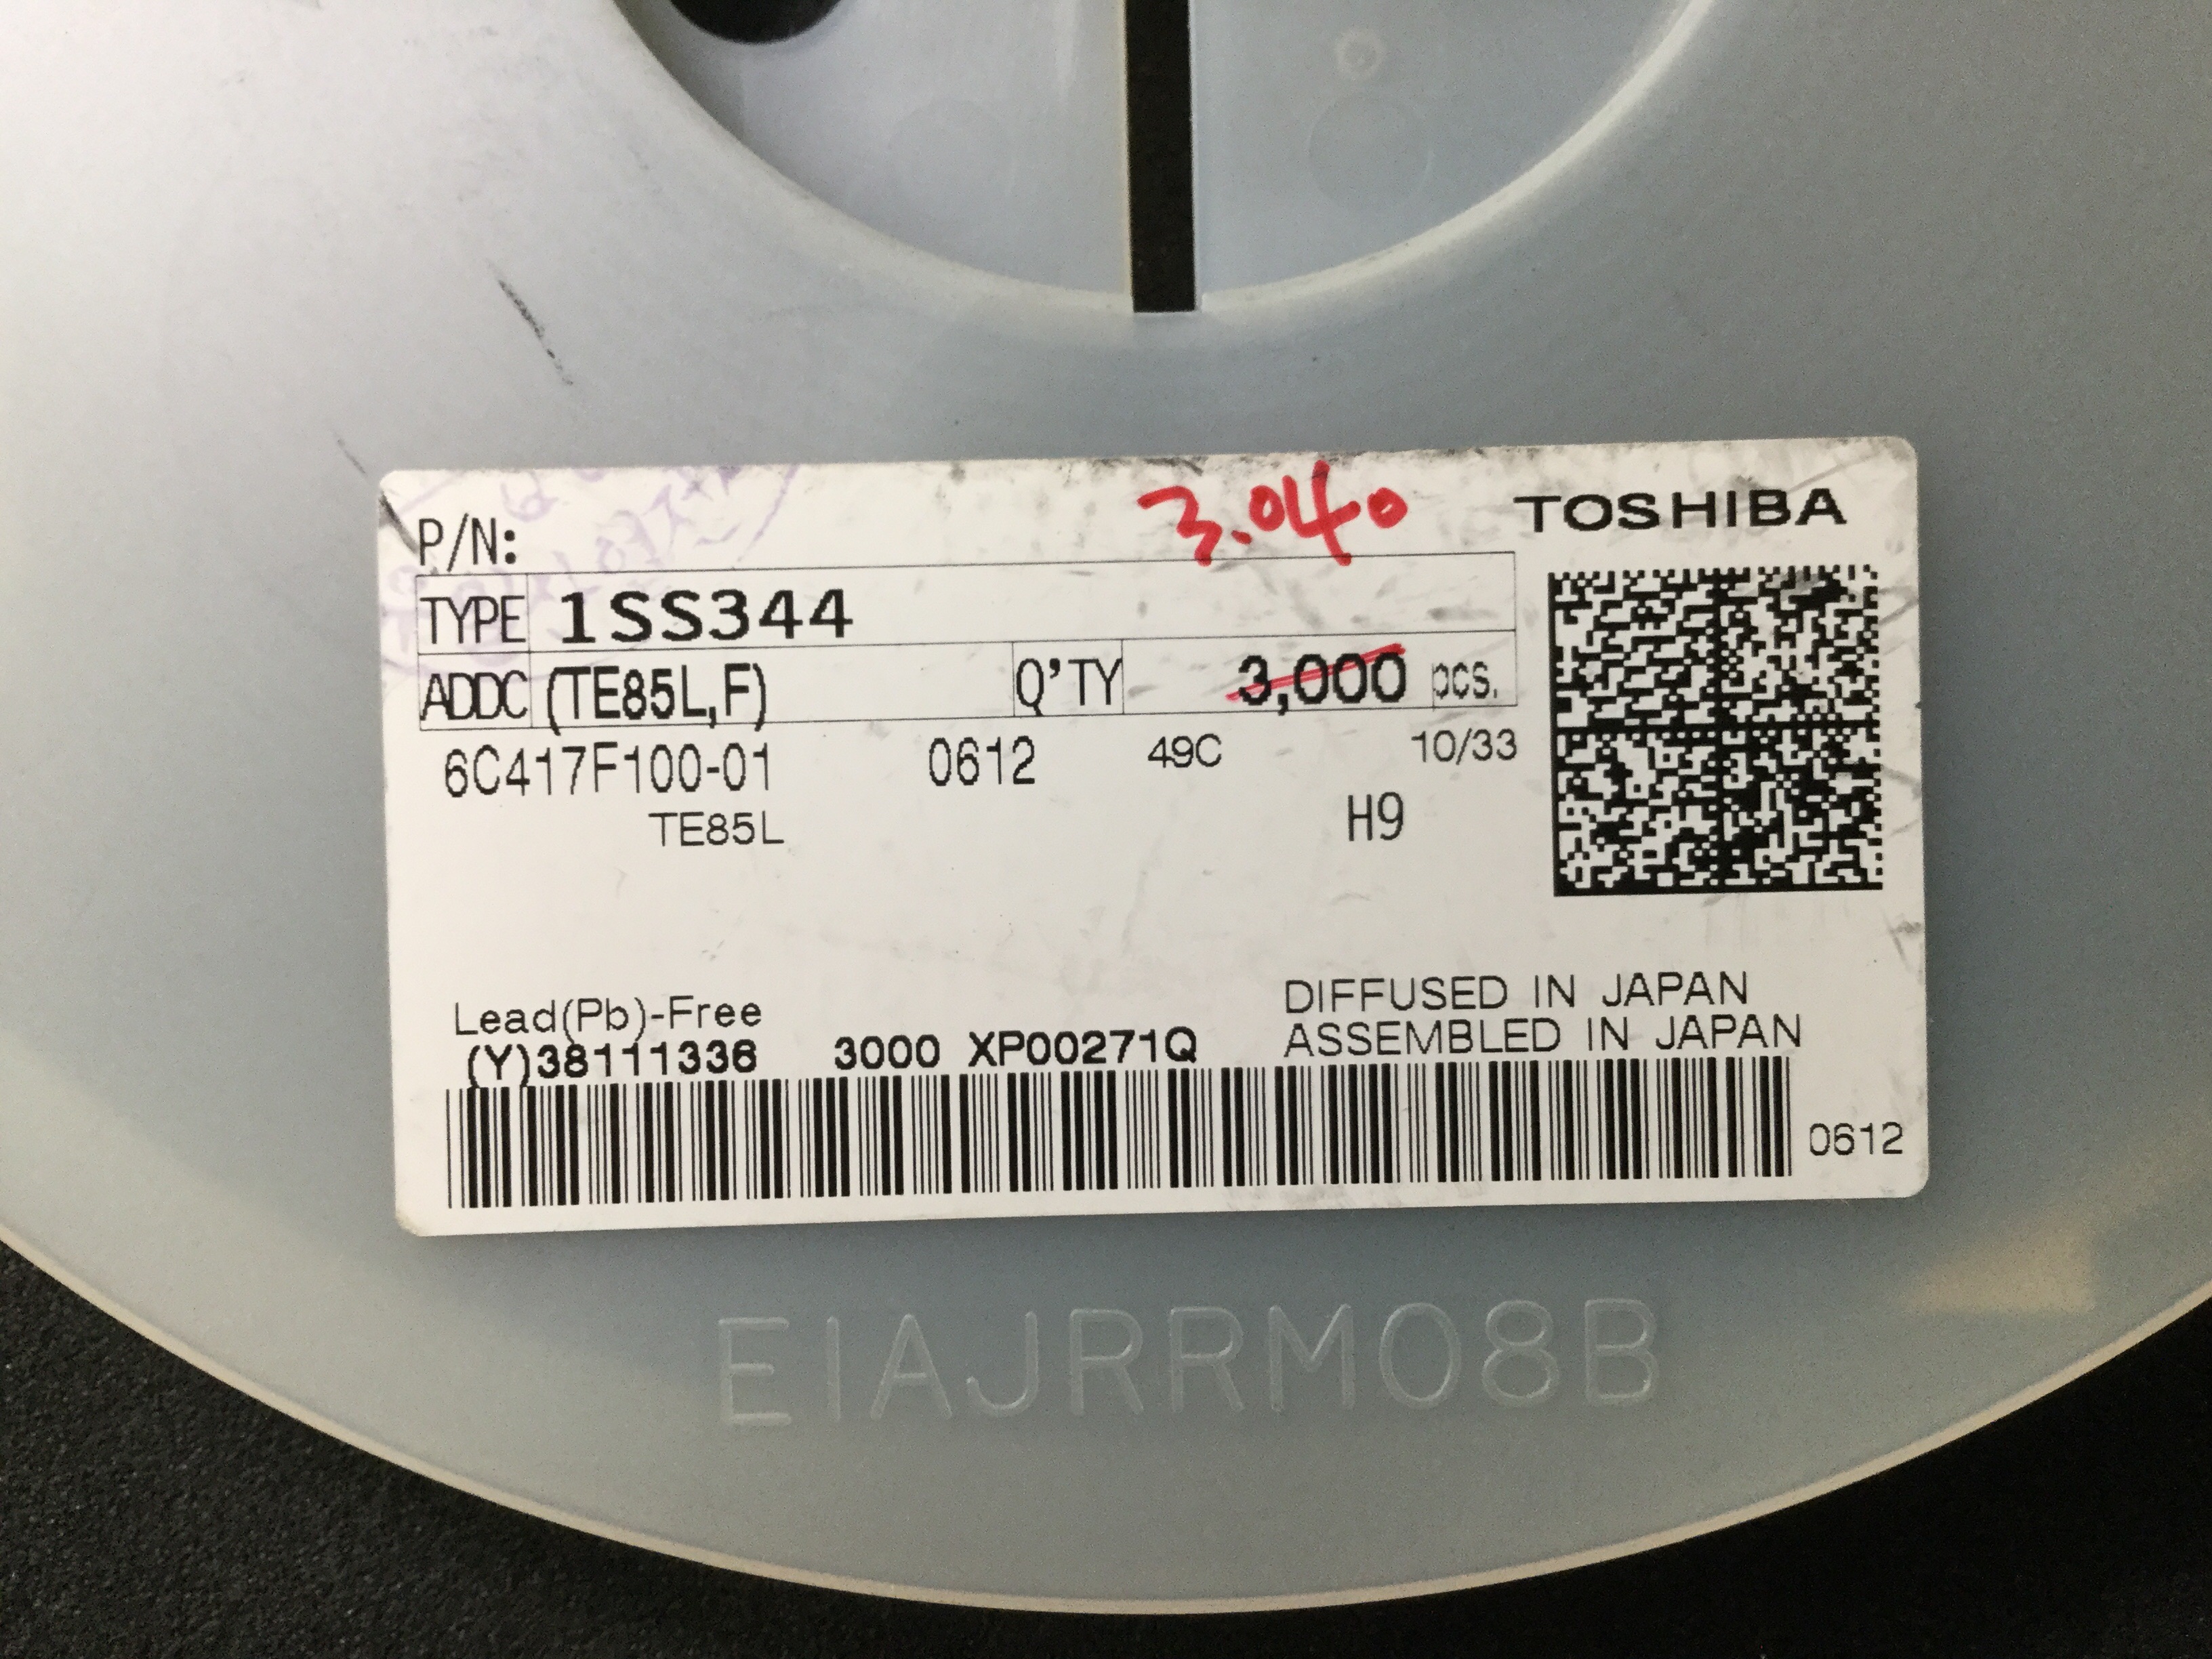 3.040
TOSHIBA
P/N:
TYPE 1SS344
ADDC (TE85L,F) Q'TY 3,000 pcs.
6C417F100-01 0612 49C 10/33
TE85L H9
Lead(Pb)-Free
DIFFUSED IN JAPAN
ASSEMBLED IN JAPAN
(Y)38111336 3000 XP00271Q
0612
EIAJRRM08B